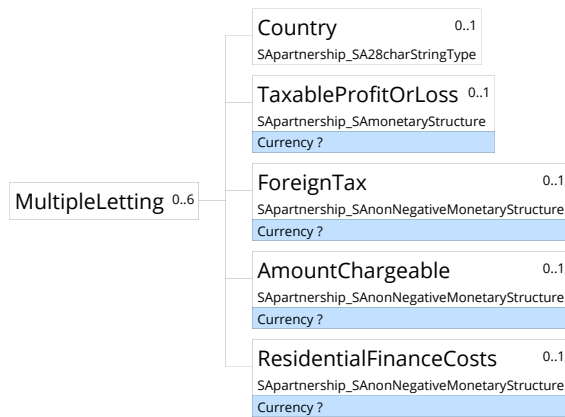 Country 0..1
SApartnership_SA28charStringType
TaxableProfitOrLoss 0..1
SApartnership_SAmonetaryStructure
Currency ?
MultipleLetting 0..6
ForeignTax 0..1
SApartnership_SAnonNegativeMonetaryStructure
Currency ?
AmountChargeable 0..1
SApartnership_SAnonNegativeMonetaryStructure
Currency ?
ResidentialFinanceCosts 0..1
SApartnership_SAnonNegativeMonetaryStructure
Currency ?